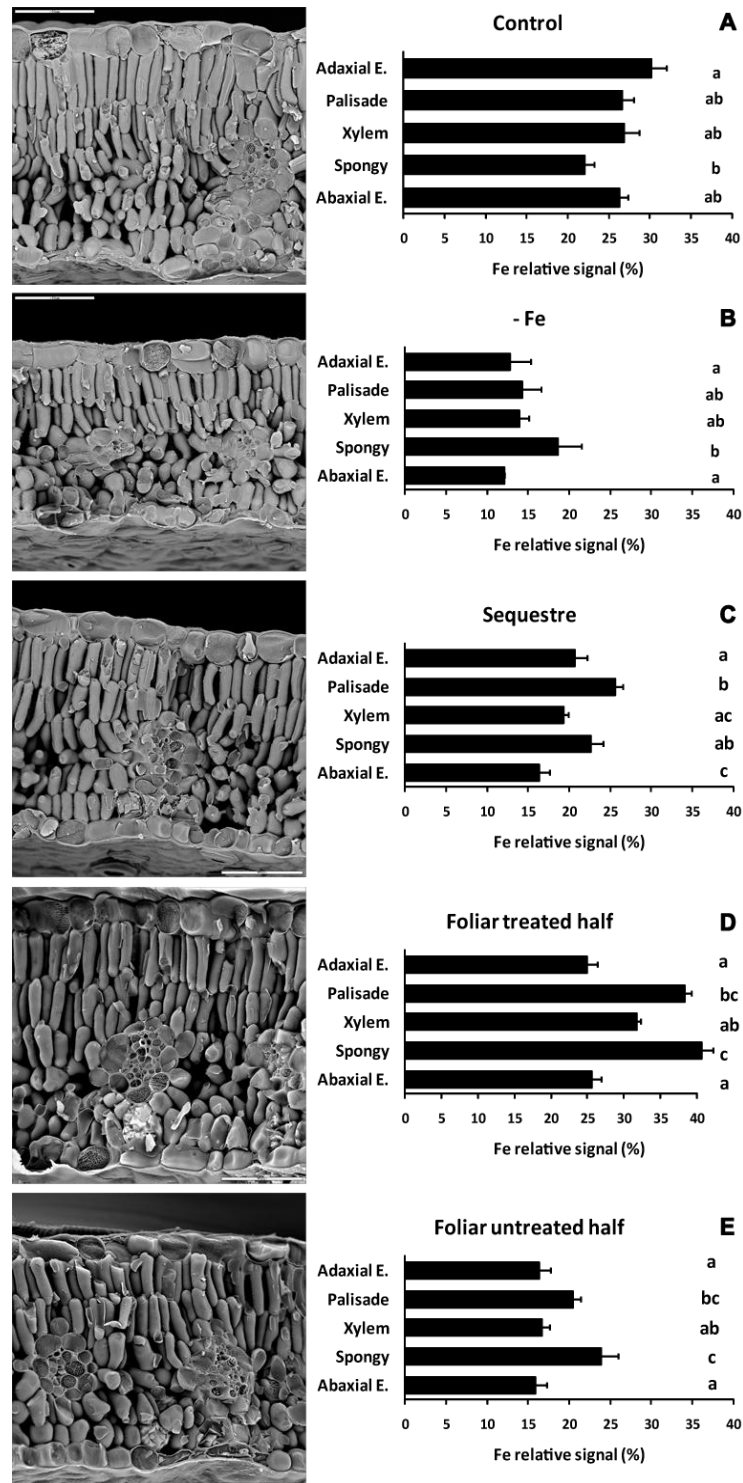 Control
A
Adaxial E.
a
Palisade
ab
Xylem
ab
Spongy
b
Abaxial E.
ab
0 5 10 15 20 25 30 35 40
Fe relative signal (%)
- Fe
B
Adaxial E.
a
Palisade
ab
Xylem
ab
Spongy
b
Abaxial E.
a
0 5 10 15 20 25 30 35 40
Fe relative signal (%)
Sequestre
C
Adaxial E.
a
Palisade
b
Xylem
ac
Spongy
ab
Abaxial E.
c
0 5 10 15 20 25 30 35 40
Fe relative signal (%)
Foliar treated half
D
Adaxial E.
a
Palisade
bc
Xylem
ab
Spongy
c
Abaxial E.
a
0 5 10 15 20 25 30 35 40
Fe relative signal (%)
Foliar untreated half
E
Adaxial E.
a
Palisade
bc
Xylem
ab
Spongy
c
Abaxial E.
a
0 5 10 15 20 25 30 35 40
Fe relative signal (%)